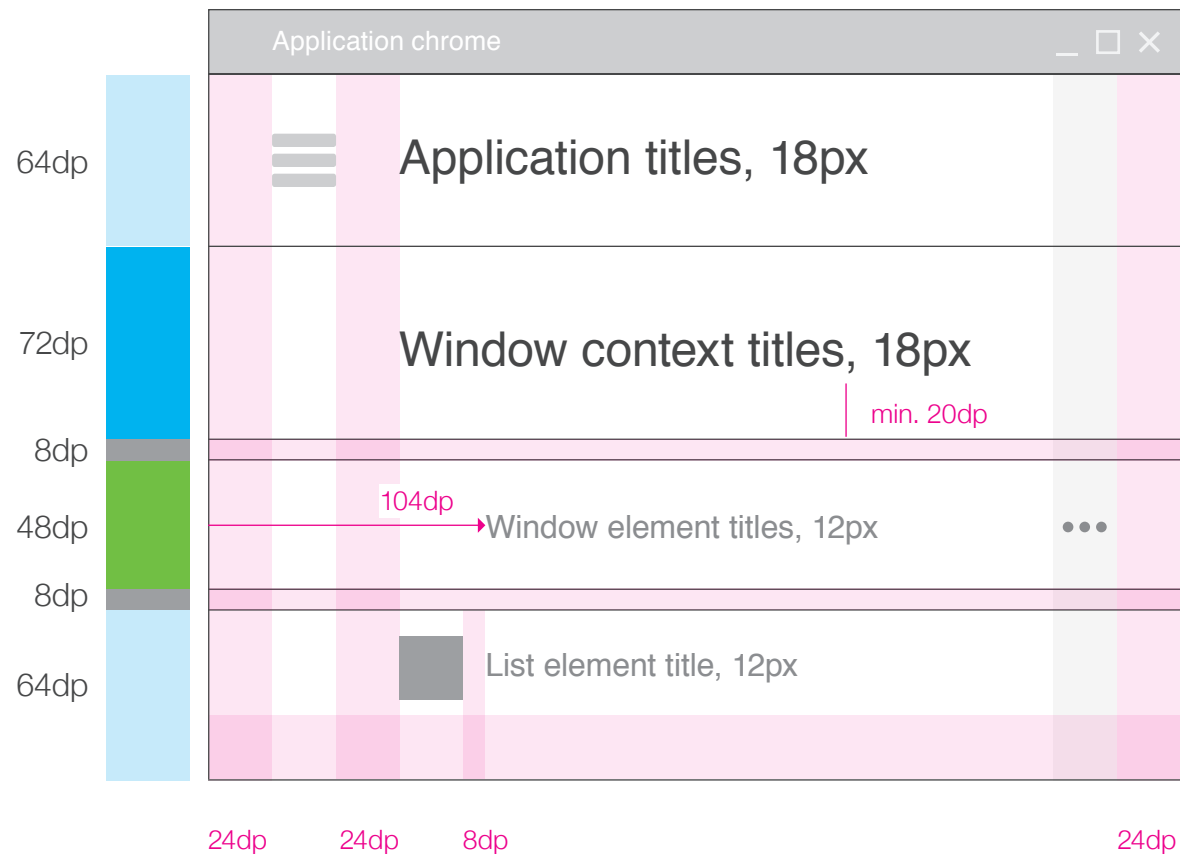 Application chrome
64dp
Application titles, 18px
72dp
Window context titles, 18px
min. 20dp
8dp
104dp
48dp
Window element titles, 12px
8dp
64dp
List element title, 12px
24dp
24dp
8dp
24dp